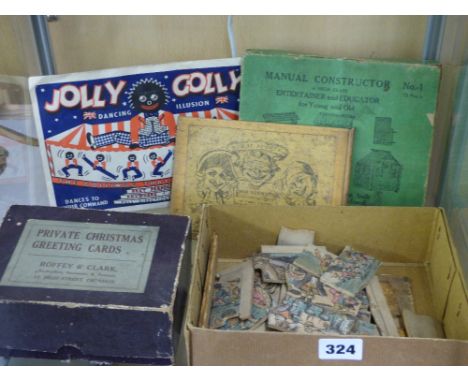 JOLLY GOLLY
DANCING ILLUSION
DANCES TO
YOUR COMMAND
MANUAL CONSTRUCTOR No.1
ENTERTAINER and EDUCATOR
for Young and Old
PRIVATE CHRISTMAS
GREETING CARDS
ROFFEY & CLARK,
324